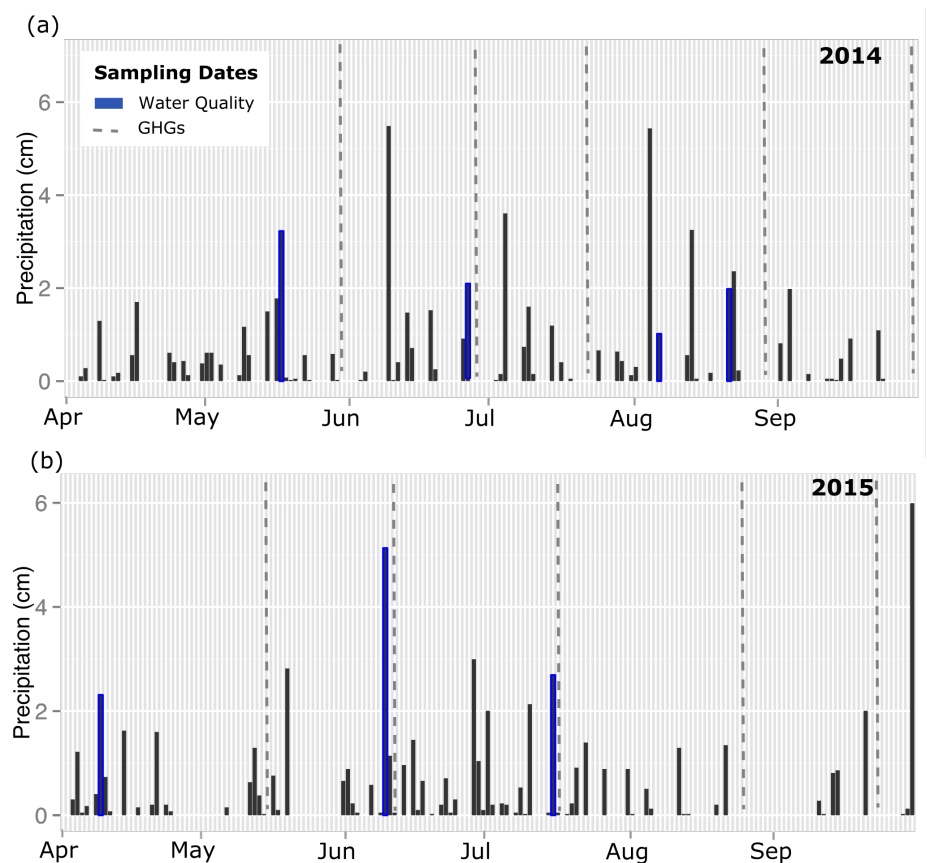 (a)
2014
Sampling Dates
Water Quality
GHGs
Precipitation (cm)
6
4
2
0
Apr May Jun Jul Aug Sep
(b)
2015
Precipitation (cm)
6
4
2
0
Apr May Jun Jul Aug Sep